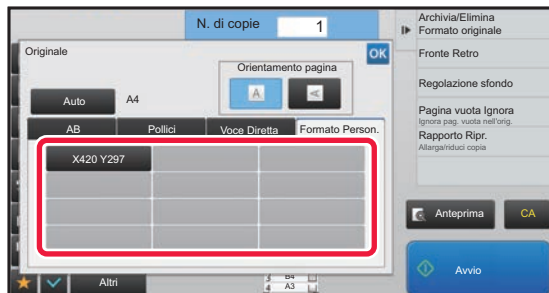 N. di copie
1
Originale
OK
Orientamento pagina
A
A
Auto
A4
AB
Pollici
Voce Diretta
Formato Person.
X420 Y297
Altri
3 B4
4 A3
Archivia/Elimina
Formato originale
Fronte Retro
Regolazione sfondo
Pagina vuota Ignora
Ignora pag. vuota nell'orig.
Rapporto Ripr.
Allarga/riduci copia
Anteprima
CA
Avvio